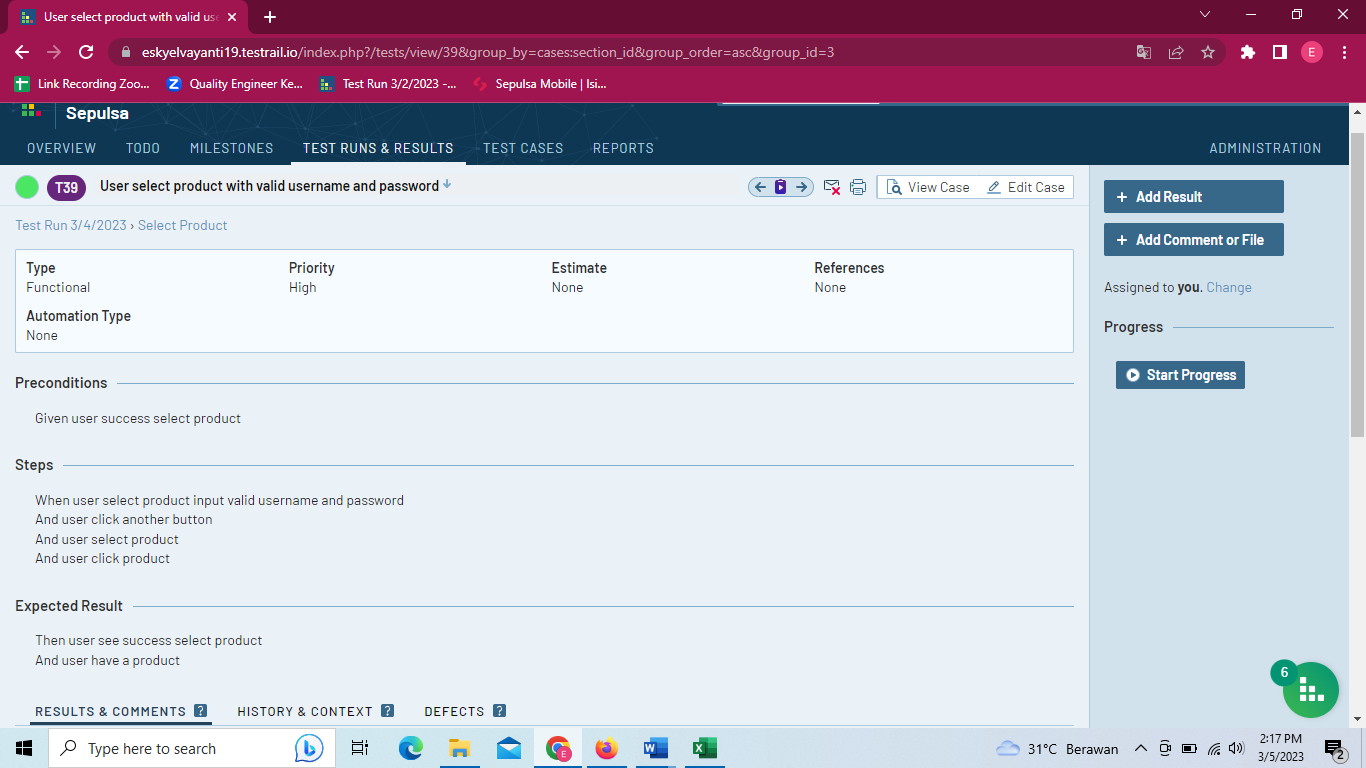 User select product with valid use
eskyelvayanti19.testrail.io/index.php?/tests/view/39&group_by=cases:section_id&group_order=asc&group_id=3
E
Link Recording Zoo...
Quality Engineer Ke...
Test Run 3/2/2023 -...
Sepulsa Mobile | Isi...
Sepulsa
OVERVIEW TODO MILESTONES TEST RUNS & RESULTS TEST CASES REPORTS ADMINISTRATION
T39 User select product with valid username and password
View Case Edit Case
Test Run 3/4/2023 › Select Product
Type Priority Estimate References
Functional High None None
Automation Type
None
Preconditions
Given user success select product
Steps
When user select product input valid username and password
And user click another button
And user select product
And user click product
Expected Result
Then user see success select product
And user have a product
RESULTS & COMMENTS ? HISTORY & CONTEXT ? DEFECTS ?
+ Add Result
+ Add Comment or File
Assigned to you. Change
Progress
Start Progress
6
Type here to search
31°C Berawan
2:17 PM
3/5/2023
2